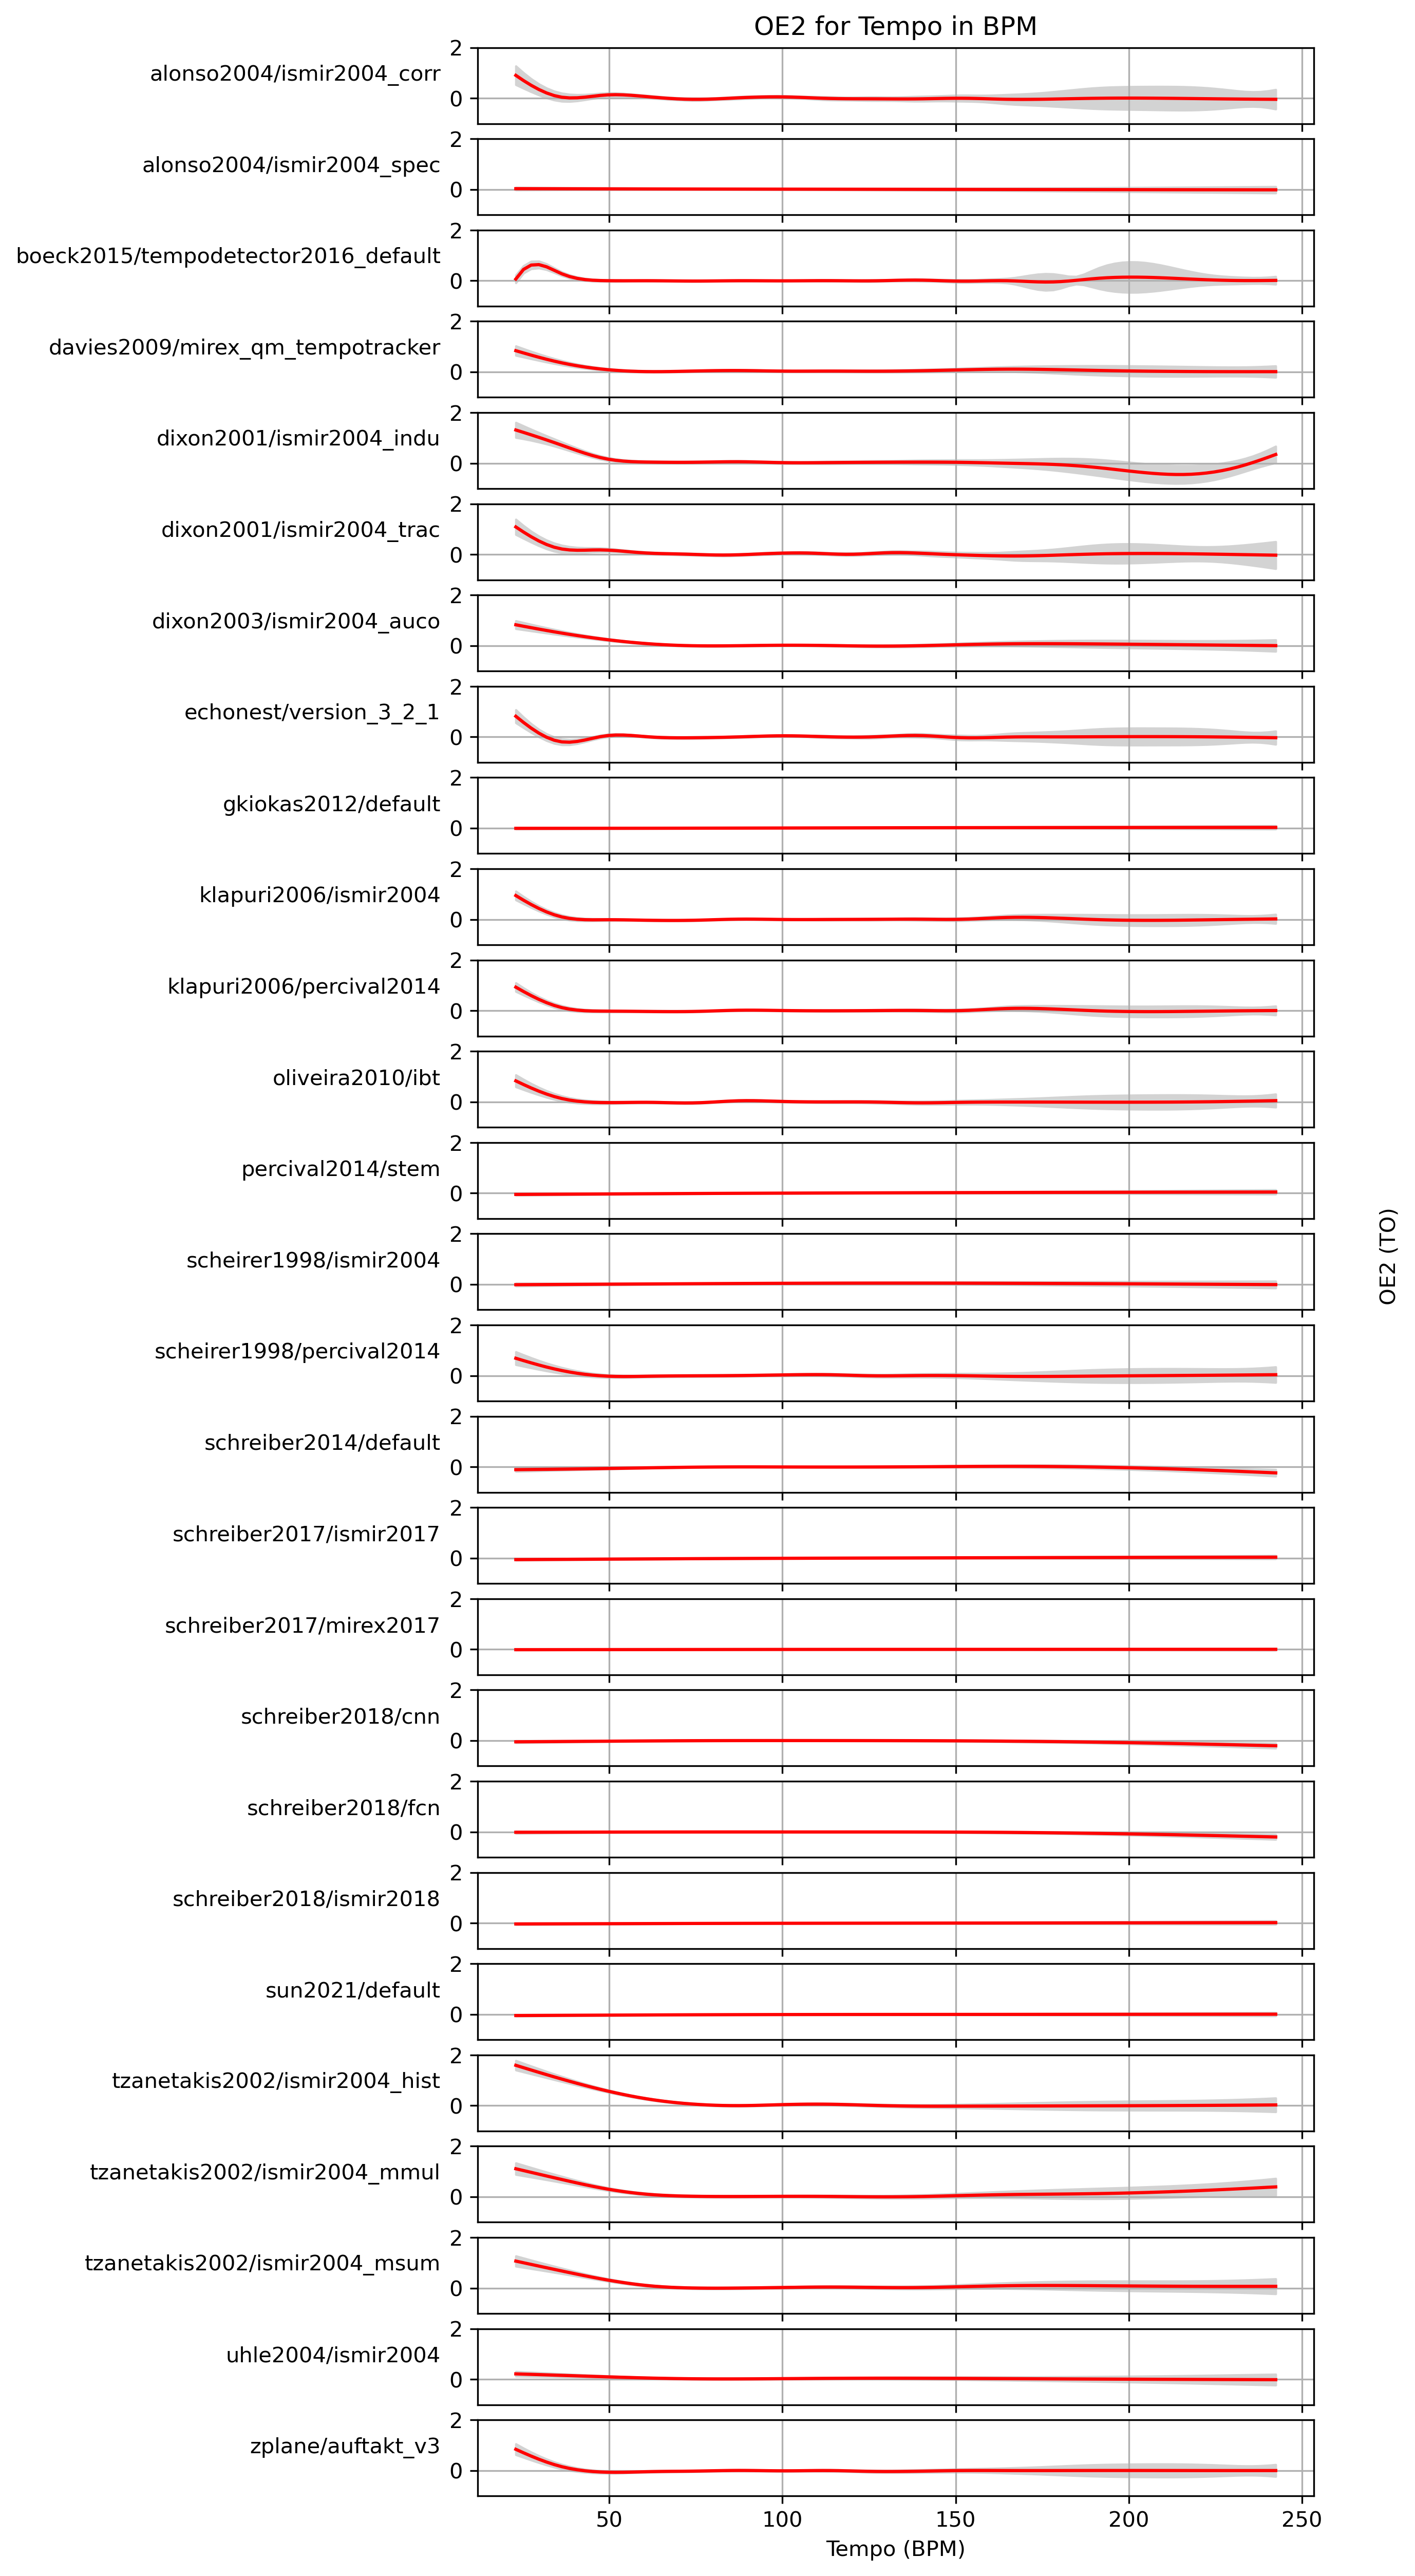 OE2 for Tempo in BPM
alonso2004/ismir2004_corr
2
0
alonso2004/ismir2004_spec
2
0
boeck2015/tempodetector2016_default
2
0
davies2009/mirex_qm_tempotracker
2
0
dixon2001/ismir2004_indu
2
0
dixon2001/ismir2004_trac
2
0
dixon2003/ismir2004_auco
2
0
echonest/version_3_2_1
2
0
gkiokas2012/default
2
0
klapuri2006/ismir2004
2
0
klapuri2006/percival2014
2
0
oliveira2010/ibt
2
0
percival2014/stem
2
0
scheirer1998/ismir2004
2
0
scheirer1998/percival2014
2
0
schreiber2014/default
2
0
schreiber2017/ismir2017
2
0
schreiber2017/mirex2017
2
0
schreiber2018/cnn
2
0
schreiber2018/fcn
2
0
schreiber2018/ismir2018
2
0
sun2021/default
2
0
tzanetakis2002/ismir2004_hist
2
0
tzanetakis2002/ismir2004_mmul
2
0
tzanetakis2002/ismir2004_msum
2
0
uhle2004/ismir2004
2
0
zplane/auftakt_v3
2
0
50 100 150 200 250
Tempo (BPM)
OE2 (TO)